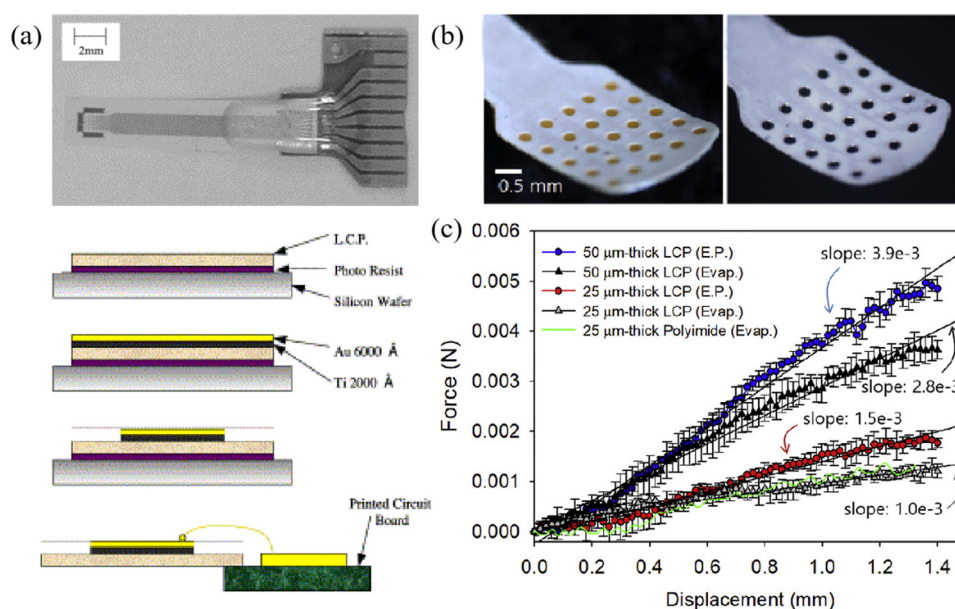 (a)
2mm
L.C.P.
Photo Resist
Silicon Wafer
Au 6000 Å
Ti 2000 Å
Printed Circuit
Board
(b)
0.5 mm
(c)
0.006
0.005
0.004
0.003
0.002
0.001
0.000
Force (N)
50 μm-thick LCP (E.P.)
50 μm-thick LCP (Evap.)
25 μm-thick LCP (E.P.)
25 μm-thick LCP (Evap.)
25 μm-thick Polyimide (Evap.)
slope: 3.9e-3
slope: 2.8e-3
slope: 1.5e-3
slope: 1.0e-3
0.0 0.2 0.4 0.6 0.8 1.0 1.2 1.4
Displacement (mm)